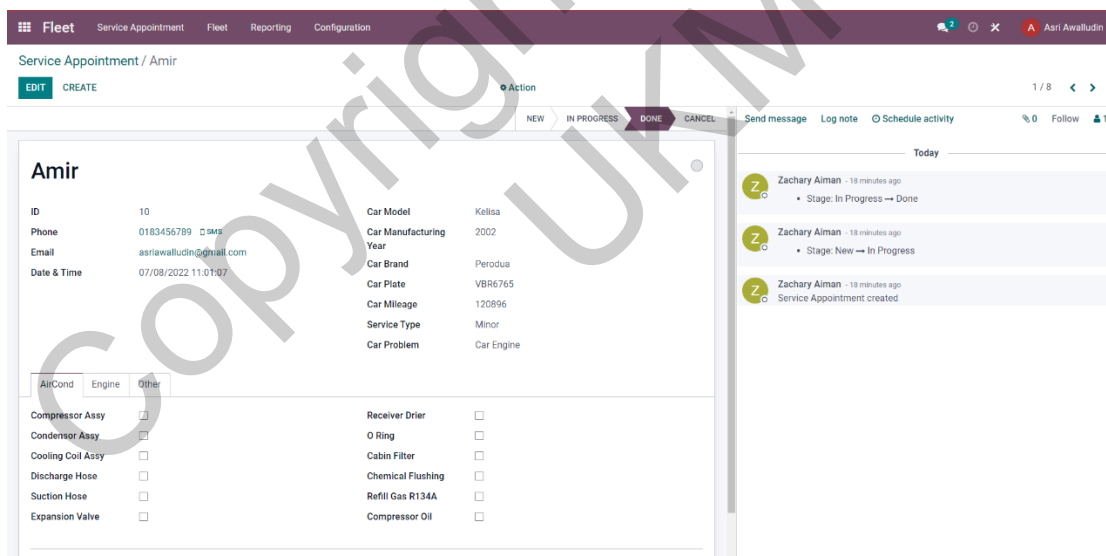 Fleet Service Appointment Fleet Reporting Configuration 2 A Asri Awalludin
Service Appointment / Amir
EDIT CREATE Action 1 / 8
NEW IN PROGRESS DONE CANCEL Send message Log note Schedule activity 0 Follow 1
Today
Amir
Z Zachary Aiman - 18 minutes ago
• Stage: In Progress → Done
Z Zachary Aiman - 18 minutes ago
• Stage: New → In Progress
Z Zachary Aiman - 18 minutes ago
Service Appointment created
ID 10
Phone 0183456789 SMS
Email asriawalludin@gmail.com
Date & Time 07/08/2022 11:01:07
Car Model Kelisa
Car Manufacturing 2002
Year
Car Brand Perodua
Car Plate VBR6765
Car Mileage 120896
Service Type Minor
Car Problem Car Engine
AirCond Engine Other
Compressor Assy
Condensor Assy
Cooling Coil Assy
Discharge Hose
Suction Hose
Expansion Valve
Receiver Drier
O Ring
Cabin Filter
Chemical Flushing
Refill Gas R134A
Compressor Oil
Copyright
UKM